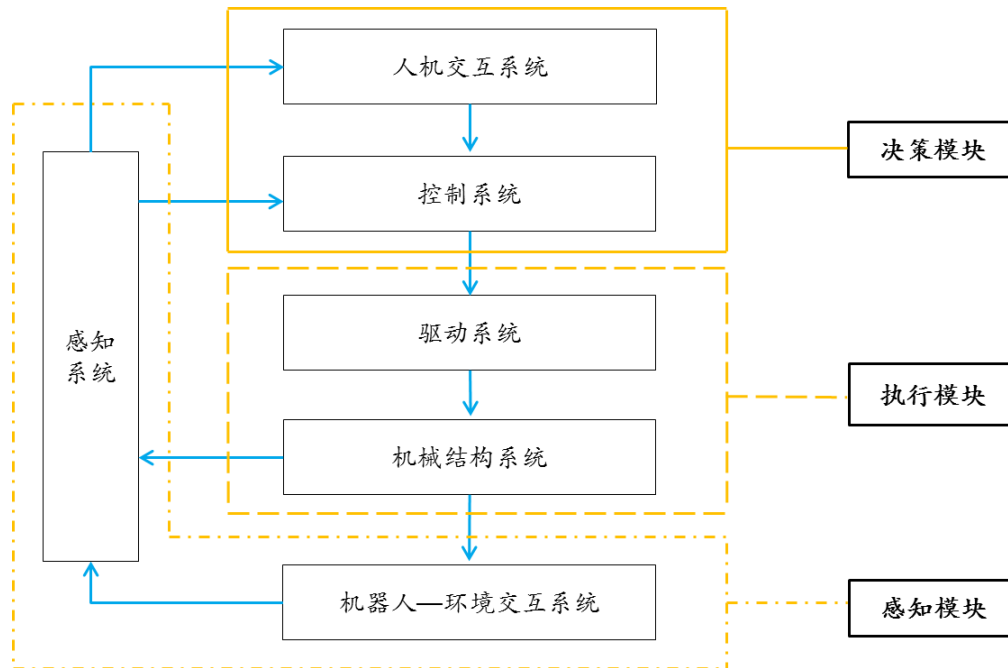 人机交互系统
决策模块
控制系统
感知
系统
驱动系统
执行模块
机械结构系统
机器人—环境交互系统
感知模块